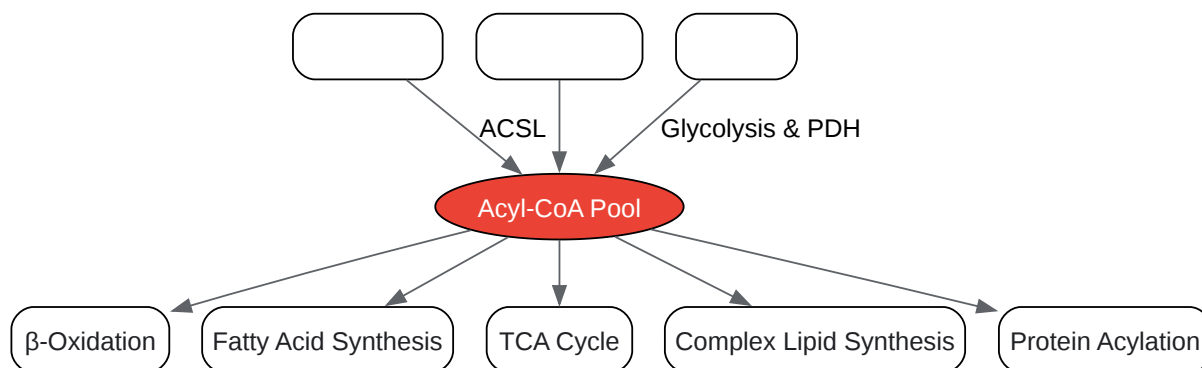 ACSL
Glycolysis & PDH
Acyl-CoA Pool
β-Oxidation
Fatty Acid Synthesis
TCA Cycle
Complex Lipid Synthesis
Protein Acylation